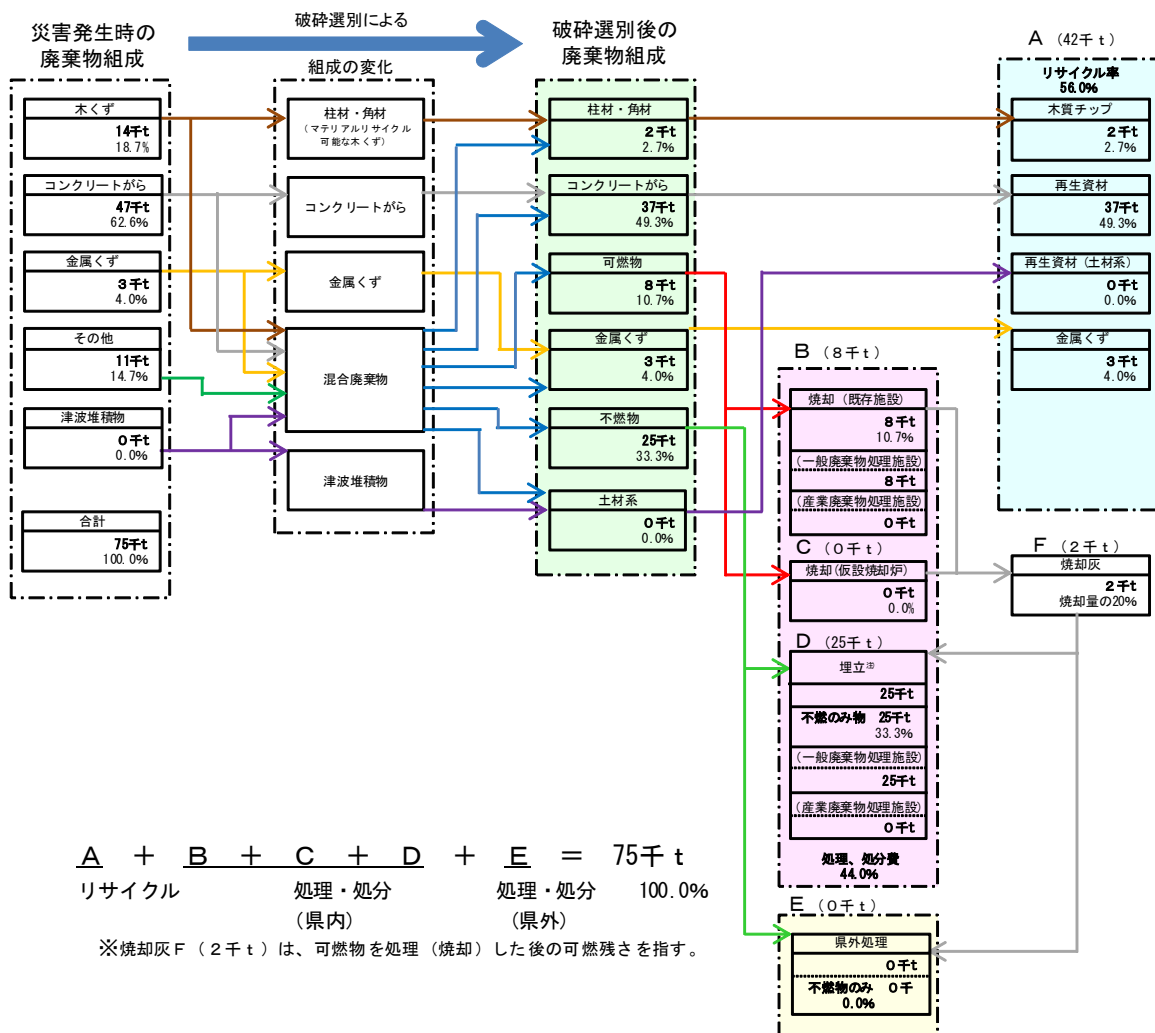 災害発生時の
廃棄物組成
破砕選別による
破砕選別後の
廃棄物組成
組成の変化
木くず
14千t
18.7%
コンクリートがら
47千t
62.6%
金属くず
3千t
4.0%
その他
11千t
14.7%
津波堆積物
0千t
0.0%
合計
75千t
100.0%
柱材・角材
(マテリアルリサイクル
可能な木くず)
コンクリートがら
金属くず
混合廃棄物
津波堆積物
柱材・角材
2千t
2.7%
コンクリートがら
37千t
49.3%
可燃物
8千t
10.7%
金属くず
3千t
4.0%
不燃物
25千t
33.3%
土材系
0千t
0.0%
A (42千t)
リサイクル率
56.0%
木質チップ
2千t
2.7%
再生資材
37千t
49.3%
再生資材(土材系)
0千t
0.0%
金属くず
3千t
4.0%
B (8千t)
焼却(既存施設)
8千t
10.7%
(一般廃棄物処理施設)
8千t
(産業廃棄物処理施設)
0千t
C (0千t)
焼却(仮設焼却炉)
0千t
0.0%
D (25千t)
埋立注
25千t
不燃のみ物 25千t
33.3%
(一般廃棄物処理施設)
25千t
(産業廃棄物処理施設)
0千t
処理、処分費
44.0%
F (2千t)
焼却灰
2千t
焼却量の20%
E (0千t)
県外処理
0千t
不燃物のみ 0千
0.0%
A + B + C + D + E = 75千t
リサイクル 処理・処分 処理・処分 100.0%
(県内) (県外)
※焼却灰F(2千t)は、可燃物を処理(焼却)した後の可燃残さを指す。